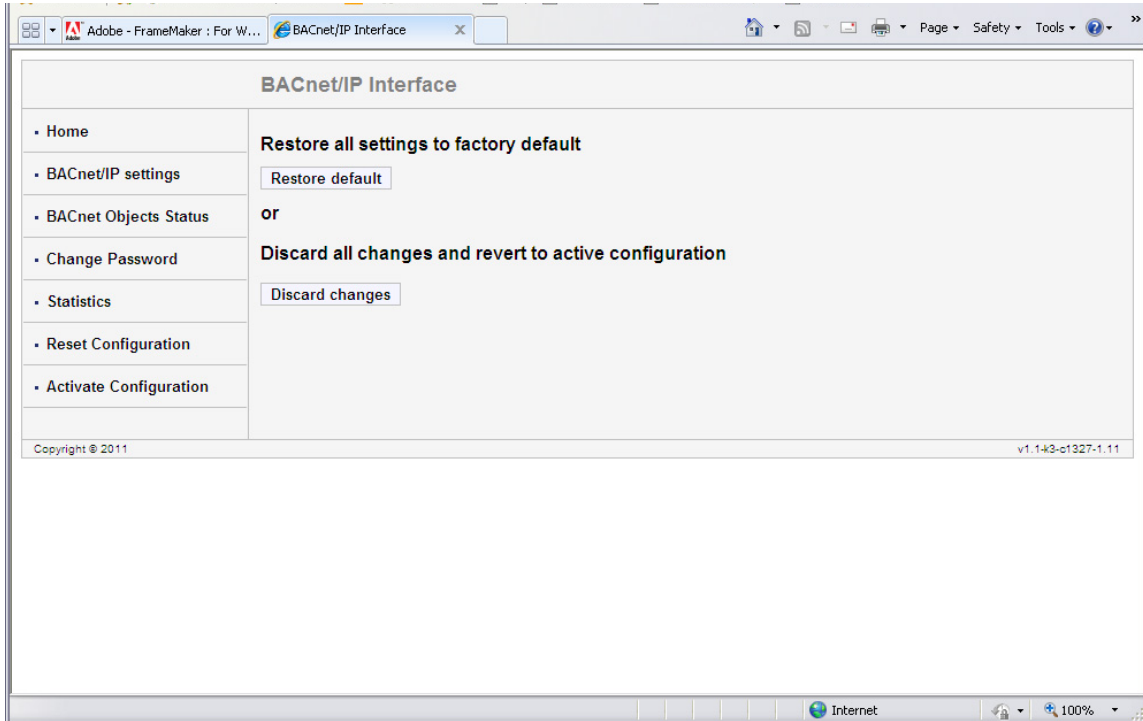 Adobe - FrameMaker : For W...
BACnet/IP Interface
x
Page
Safety
Tools
»
BACnet/IP Interface
Home
BACnet/IP settings
BACnet Objects Status
Change Password
Statistics
Reset Configuration
Activate Configuration
Restore all settings to factory default
Restore default
or
Discard all changes and revert to active configuration
Discard changes
Copyright © 2011
v1.1-k3-c1327-1.11
Internet
100%